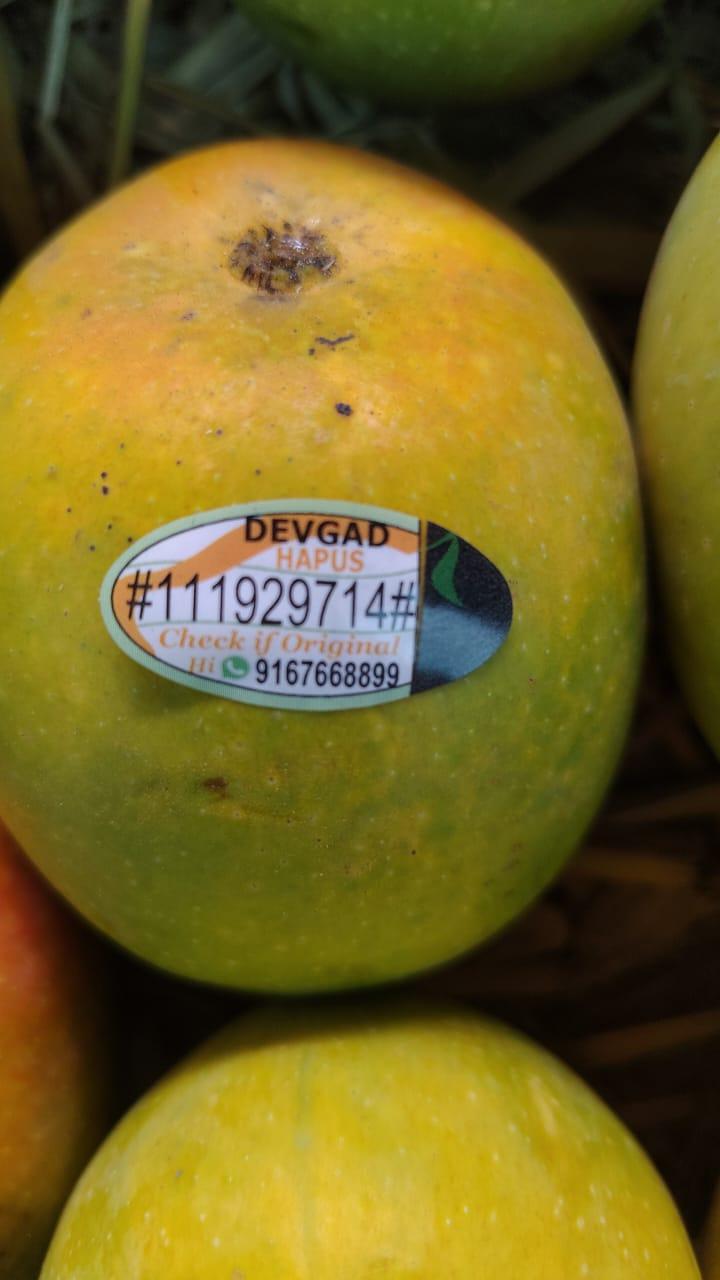 DEVGAD
HAPUS
#111929714#
Check if Original
Hi 9167668899